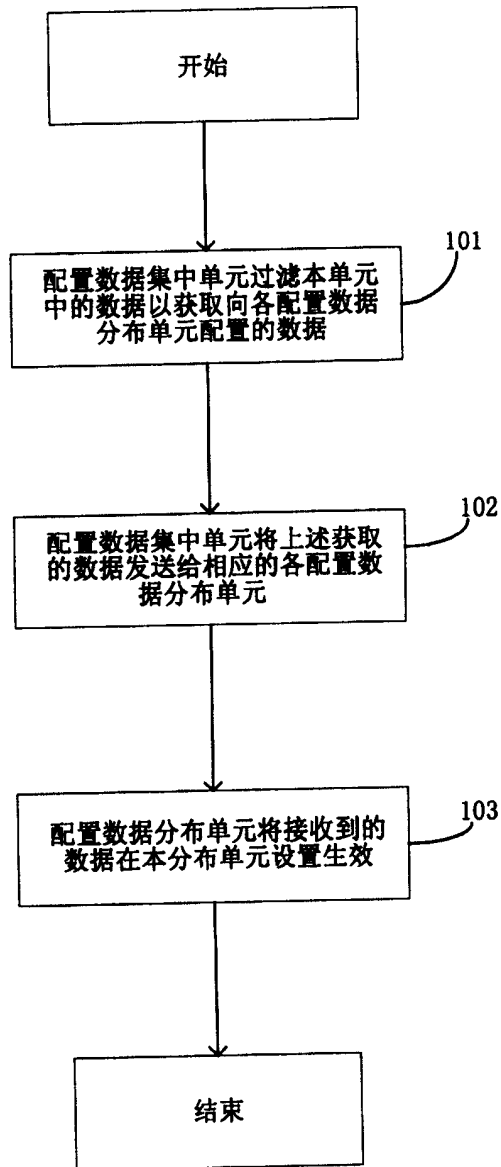 开始
101
配置数据集中单元过滤本单元
中的数据以获取向各配置数据
分布单元配置的数据
102
配置数据集中单元将上述获取
的数据发送给相应的各配置数
据分布单元
103
配置数据分布单元将接收到的
数据在本分布单元设置生效
结束